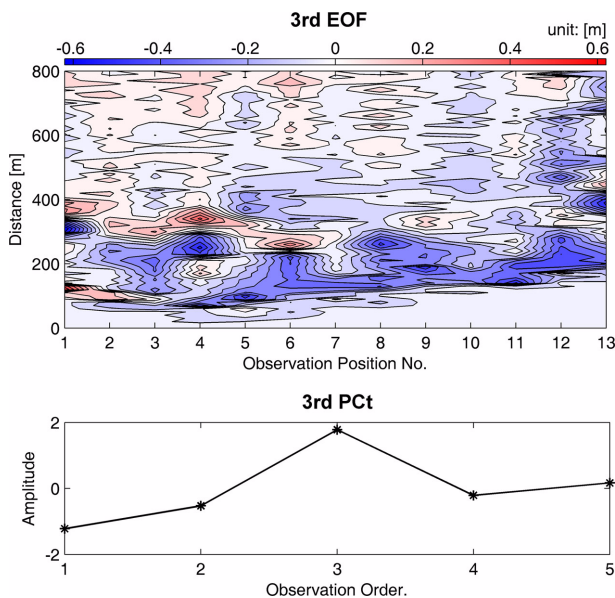 3rd EOF
unit: [m]
-0.6 -0.4 -0.2 0 0.2 0.4 0.6
800
600
400
200
0
Distance [m]
1 2 3 4 5 6 7 8 9 10 11 12 13
Observation Position No.
3rd PCt
2
0
-2
Amplitude
1 2 3 4 5
Observation Order.